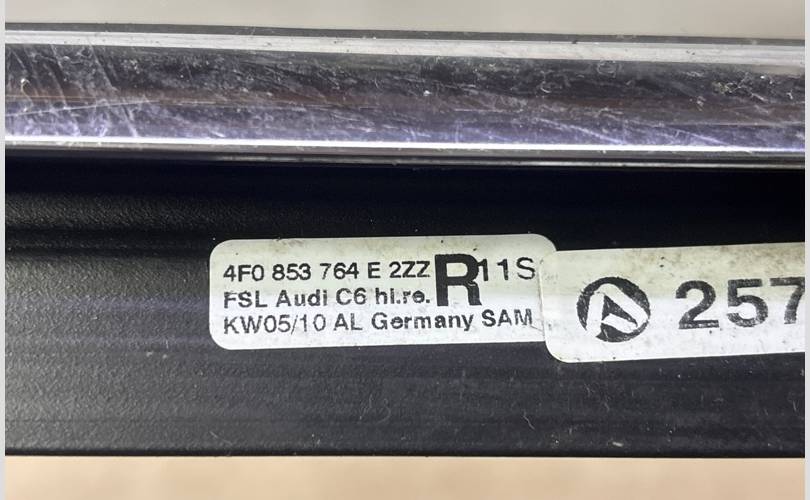 4F0 853 764 E 2ZZ R 11S
FSL Audi C6 hi.re.
KW05/10 AL Germany SAM
257